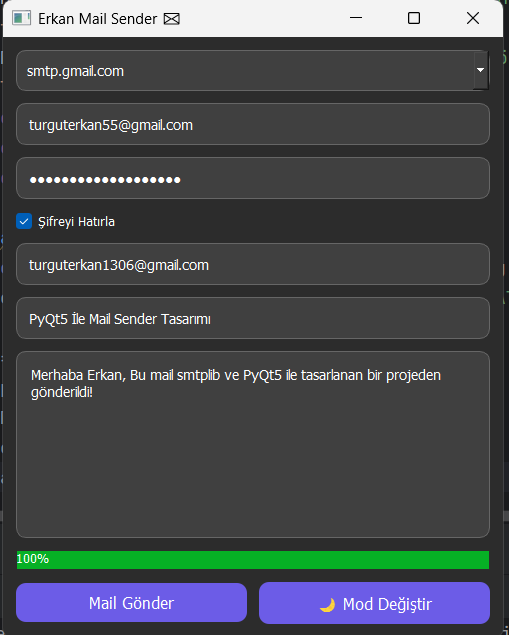 Erkan Mail Sender ✉
smtp.gmail.com
turguterkan55@gmail.com
●●●●●●●●●●●●●●●●●●●
Şifreyi Hatırla
turguterkan1306@gmail.com
PyQt5 İle Mail Sender Tasarımı
Merhaba Erkan, Bu mail smtplib ve PyQt5 ile tasarlanan bir projeden
gönderildi!
100%
Mail Gönder
🌙 Mod Değiştir